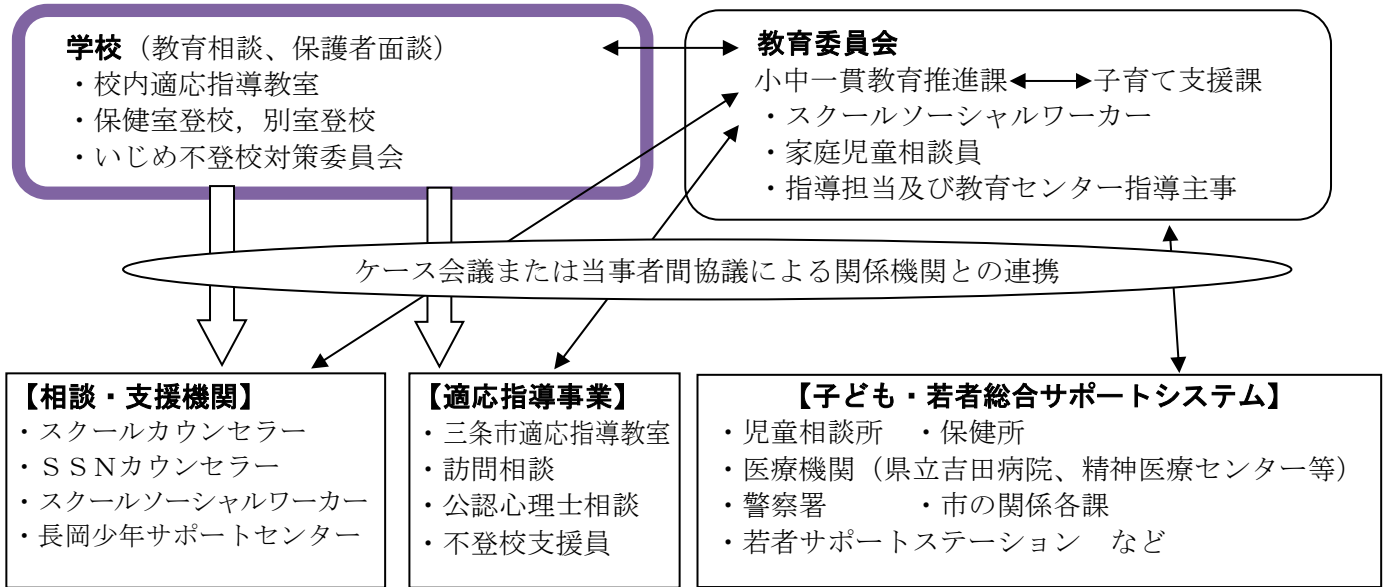 学校（教育相談、保護者面談）
・校内適応指導教室
・保健室登校，別室登校
・いじめ不登校対策委員会
教育委員会
小中一貫教育推進課 子育て支援課
・スクールソーシャルワーカー
・家庭児童相談員
・指導担当及び教育センター指導主事
ケース会議または当事者間協議による関係機関との連携
【相談・支援機関】
・スクールカウンセラー
・ＳＳＮカウンセラー
・スクールソーシャルワーカー
・長岡少年サポートセンター
【適応指導事業】
・三条市適応指導教室
・訪問相談
・公認心理士相談
・不登校支援員
【子ども・若者総合サポートシステム】
・児童相談所 ・保健所
・医療機関（県立吉田病院、精神医療センター等）
・警察署 ・市の関係各課
・若者サポートステーション など